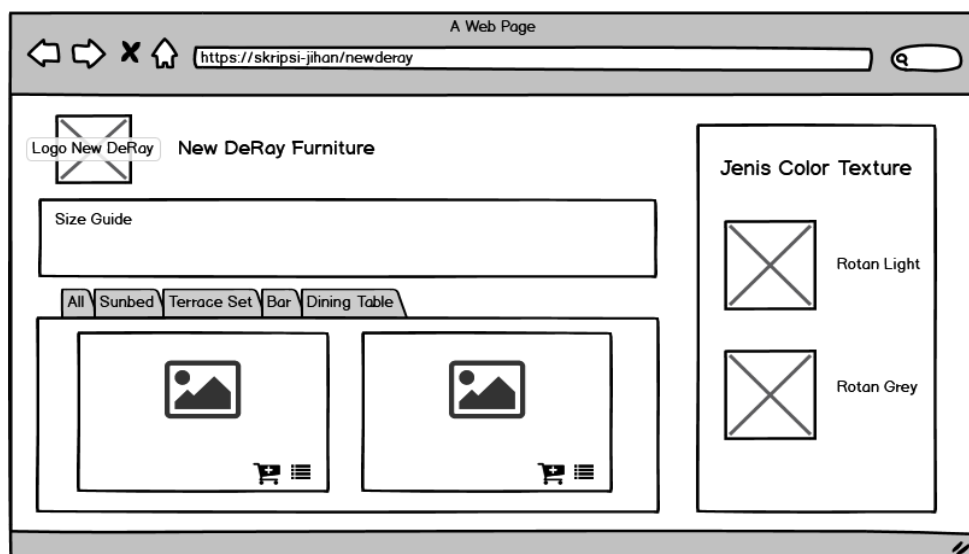 A Web Page
https://skripsi-jihan/newderay
Logo New DeRay
New DeRay Furniture
Size Guide
All
Sunbed
Terrace Set
Bar
Dining Table
Jenis Color Texture
Rotan Light
Rotan Grey